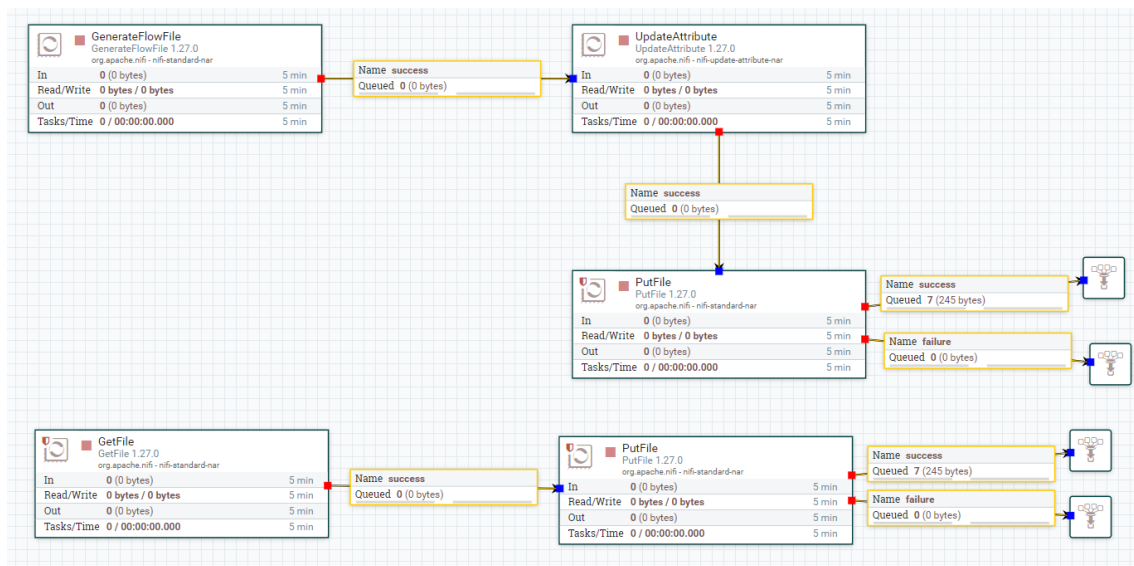 GenerateFlowFile
GenerateFlowFile 1.27.0
org.apache.nifi - nifi-standard-nar
In 0 (0 bytes) 5 min
Read/Write 0 bytes / 0 bytes 5 min
Out 0 (0 bytes) 5 min
Tasks/Time 0 / 00:00:00.000 5 min
Name success
Queued 0 (0 bytes)
UpdateAttribute
UpdateAttribute 1.27.0
org.apache.nifi - nifi-update-attribute-nar
In 0 (0 bytes) 5 min
Read/Write 0 bytes / 0 bytes 5 min
Out 0 (0 bytes) 5 min
Tasks/Time 0 / 00:00:00.000 5 min
Name success
Queued 0 (0 bytes)
PutFile
PutFile 1.27.0
org.apache.nifi - nifi-standard-nar
In 0 (0 bytes) 5 min
Read/Write 0 bytes / 0 bytes 5 min
Out 0 (0 bytes) 5 min
Tasks/Time 0 / 00:00:00.000 5 min
Name success
Queued 7 (245 bytes)
Name failure
Queued 0 (0 bytes)
GetFile
GetFile 1.27.0
org.apache.nifi - nifi-standard-nar
In 0 (0 bytes) 5 min
Read/Write 0 bytes / 0 bytes 5 min
Out 0 (0 bytes) 5 min
Tasks/Time 0 / 00:00:00.000 5 min
Name success
Queued 0 (0 bytes)
PutFile
PutFile 1.27.0
org.apache.nifi - nifi-standard-nar
In 0 (0 bytes) 5 min
Read/Write 0 bytes / 0 bytes 5 min
Out 0 (0 bytes) 5 min
Tasks/Time 0 / 00:00:00.000 5 min
Name success
Queued 7 (245 bytes)
Name failure
Queued 0 (0 bytes)